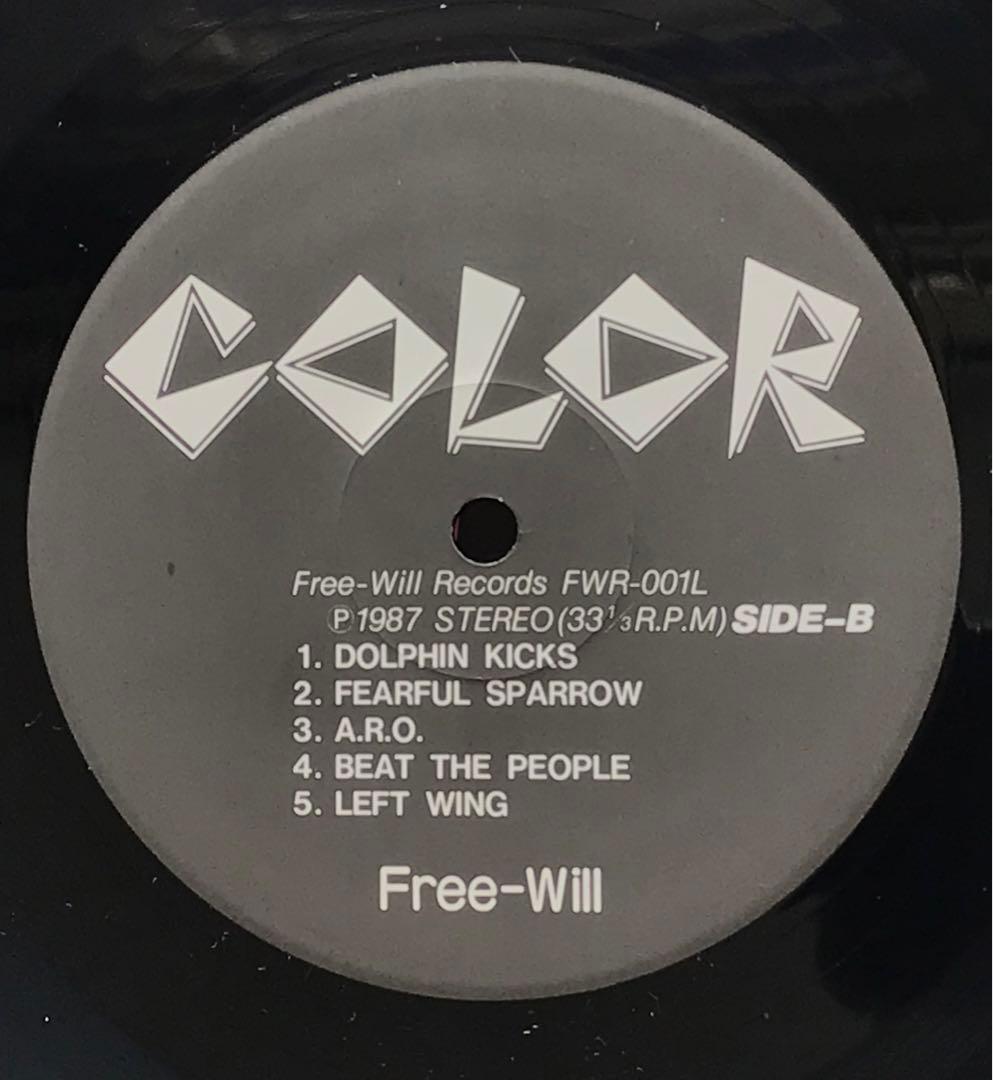 COLOR
Free-Will Records FWR-001L
Ⓟ1987 STEREO (33⅓R.P.M) SIDE-B
1. DOLPHIN KICKS
2. FEARFUL SPARROW
3. A.R.O.
4. BEAT THE PEOPLE
5. LEFT WING
Free-Will